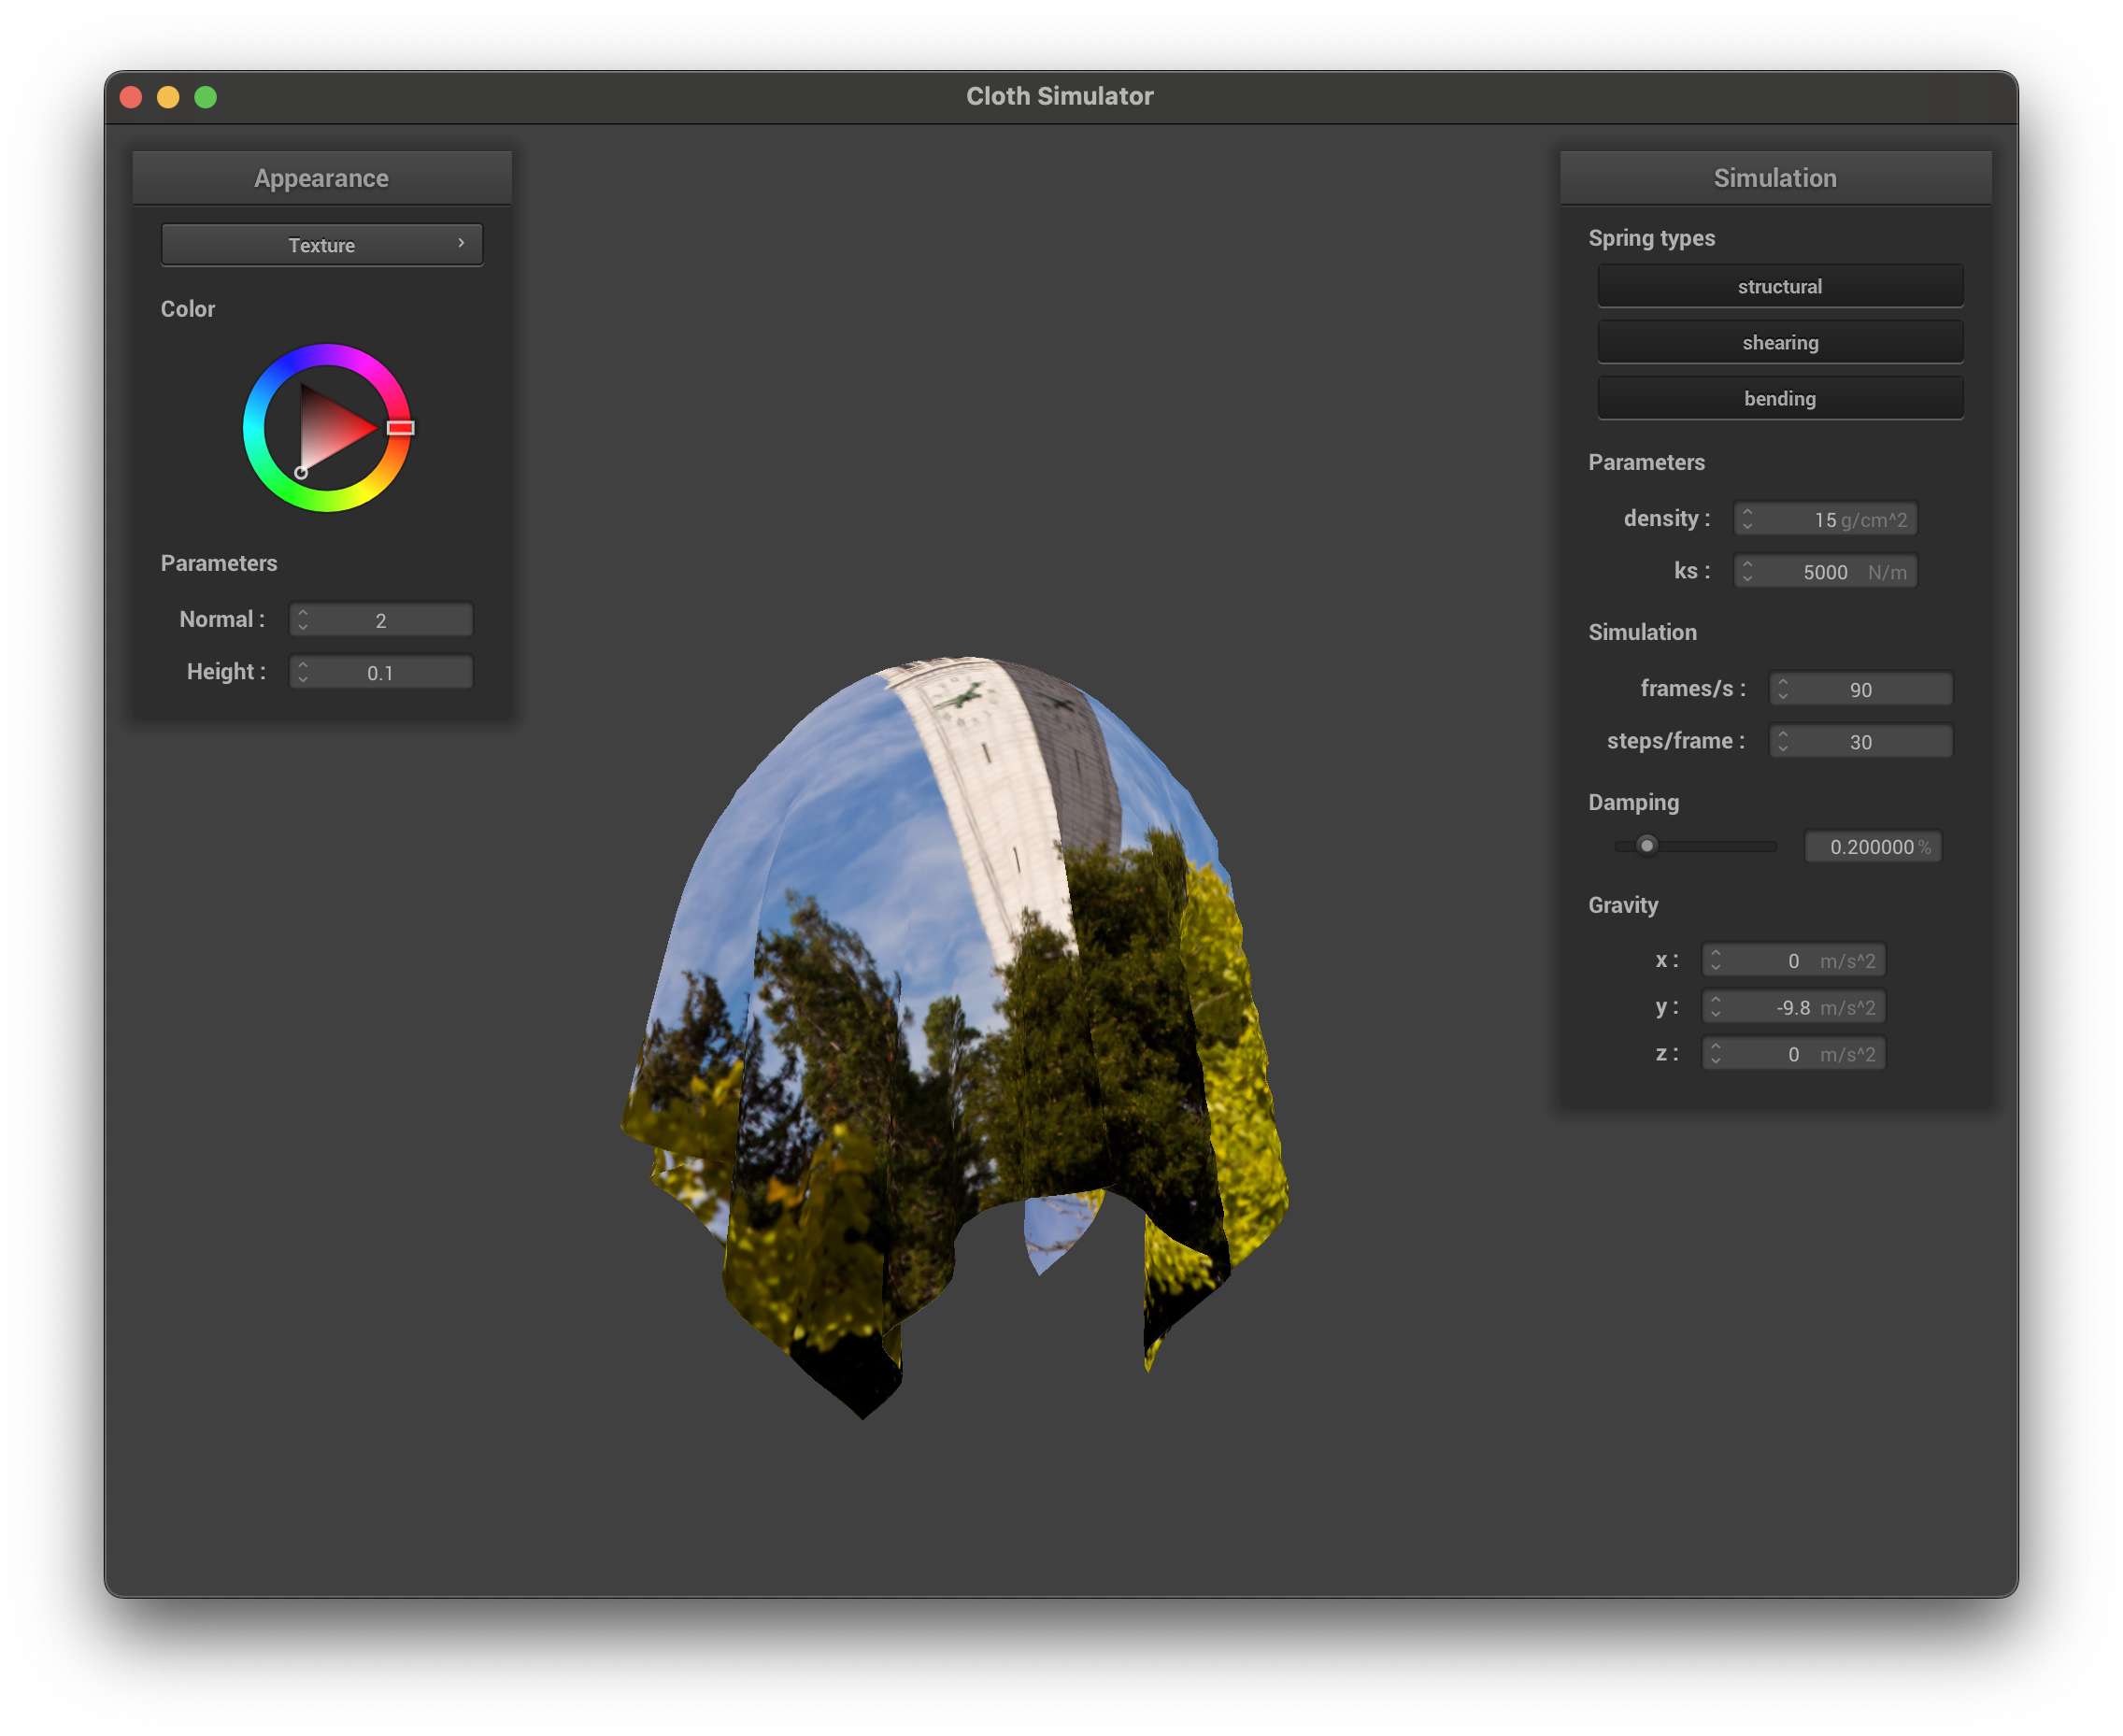 Cloth Simulator
Appearance
Texture
Color
Parameters
Normal : 2
Height : 0.1
Simulation
Spring types
structural
shearing
bending
Parameters
density : 15 g/cm^2
ks : 5000 N/m
Simulation
frames/s : 90
steps/frame : 30
Damping
0.200000 %
Gravity
x : 0 m/s^2
y : -9.8 m/s^2
z : 0 m/s^2